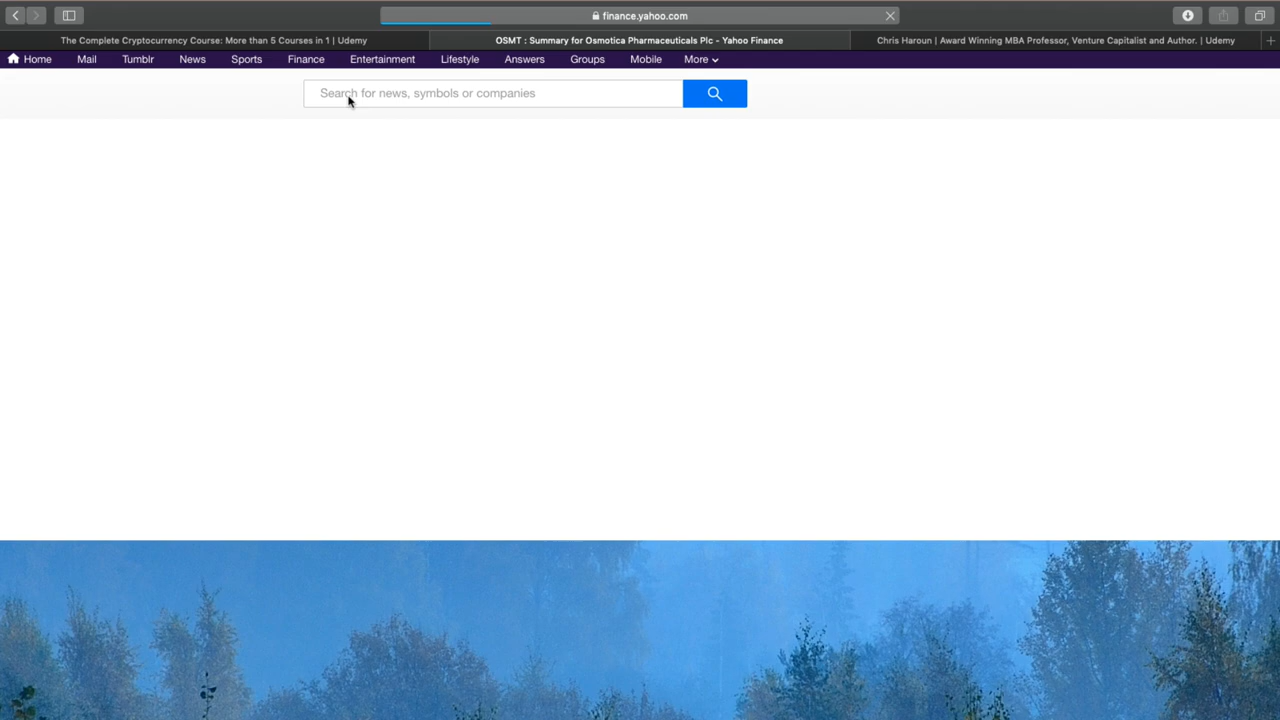 finance.yahoo.com
The Complete Cryptocurrency Course: More than 5 Courses in 1 | Udemy
OSMT : Summary for Osmotica Pharmaceuticals Plc - Yahoo Finance
Chris Haroun | Award Winning MBA Professor, Venture Capitalist and Author. | Udemy
Home Mail Tumblr News Sports Finance Entertainment Lifestyle Answers Groups Mobile More
Search for news, symbols or companies